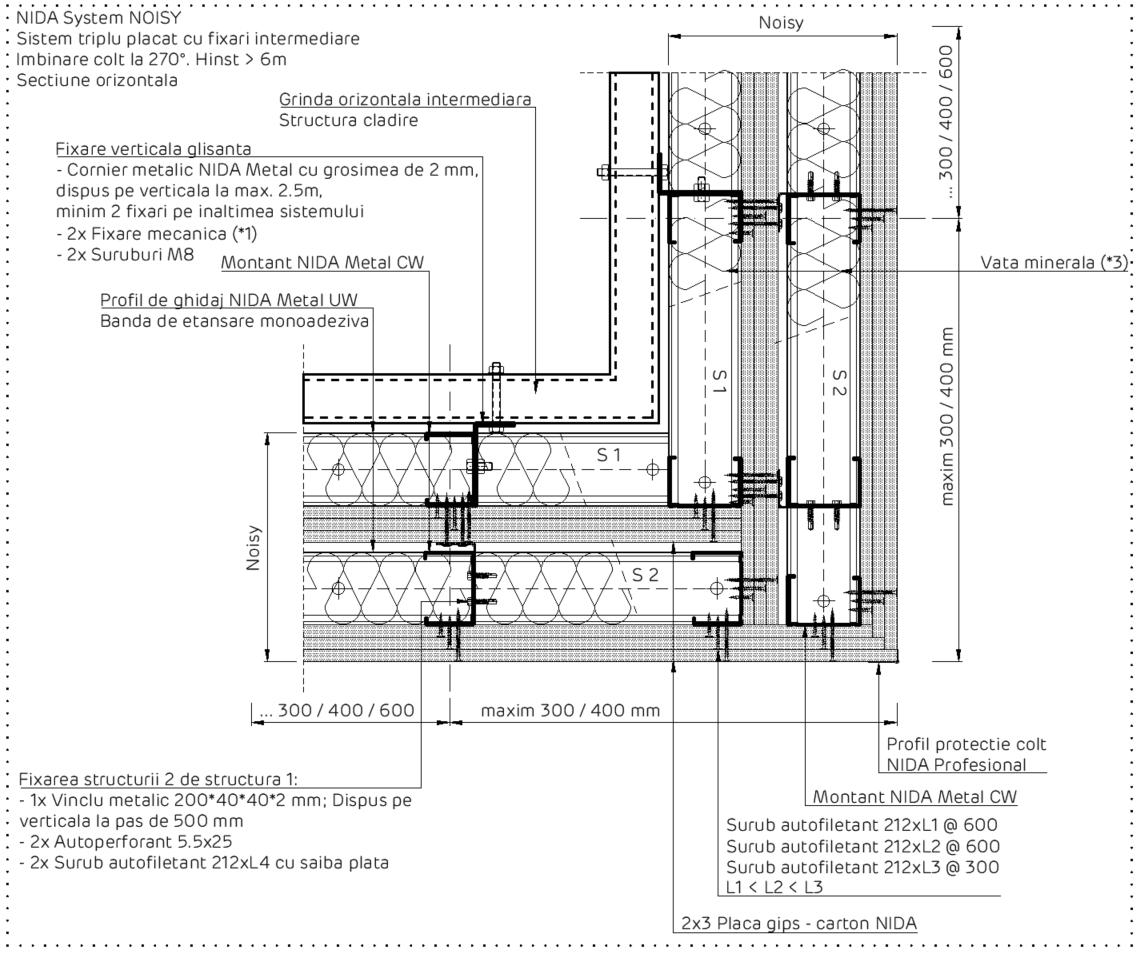 NIDA System NOISY
Sistem triplu placat cu fixari intermediare
Imbinare colt la 270°. Hinst > 6m
Sectiune orizontala
Noisy
... 300 / 400 / 600
Grinda orizontala intermediara
Structura cladire
Fixare verticala glisanta
- Cornier metalic NIDA Metal cu grosimea de 2 mm,
dispus pe verticala la max. 2.5m,
minim 2 fixari pe inaltimea sistemului
- 2x Fixare mecanica (*1)
- 2x Suruburi M8
Montant NIDA Metal CW
Vata minerala (*3)
Profil de ghidaj NIDA Metal UW
Banda de etansare monoadeziva
S 1
S 2
maxim 300 / 400 mm
S 1
Noisy
S 2
... 300 / 400 / 600
maxim 300 / 400 mm
Profil protectie colt
NIDA Profesional
Fixarea structurii 2 de structura 1:
- 1x Vinclu metalic 200*40*40*2 mm; Dispus pe
verticala la pas de 500 mm
- 2x Autoperforant 5.5x25
- 2x Surub autofiletant 212xL4 cu saiba plata
Montant NIDA Metal CW
Surub autofiletant 212xL1 @ 600
Surub autofiletant 212xL2 @ 600
Surub autofiletant 212xL3 @ 300
L1 < L2 < L3
2x3 Placa gips - carton NIDA